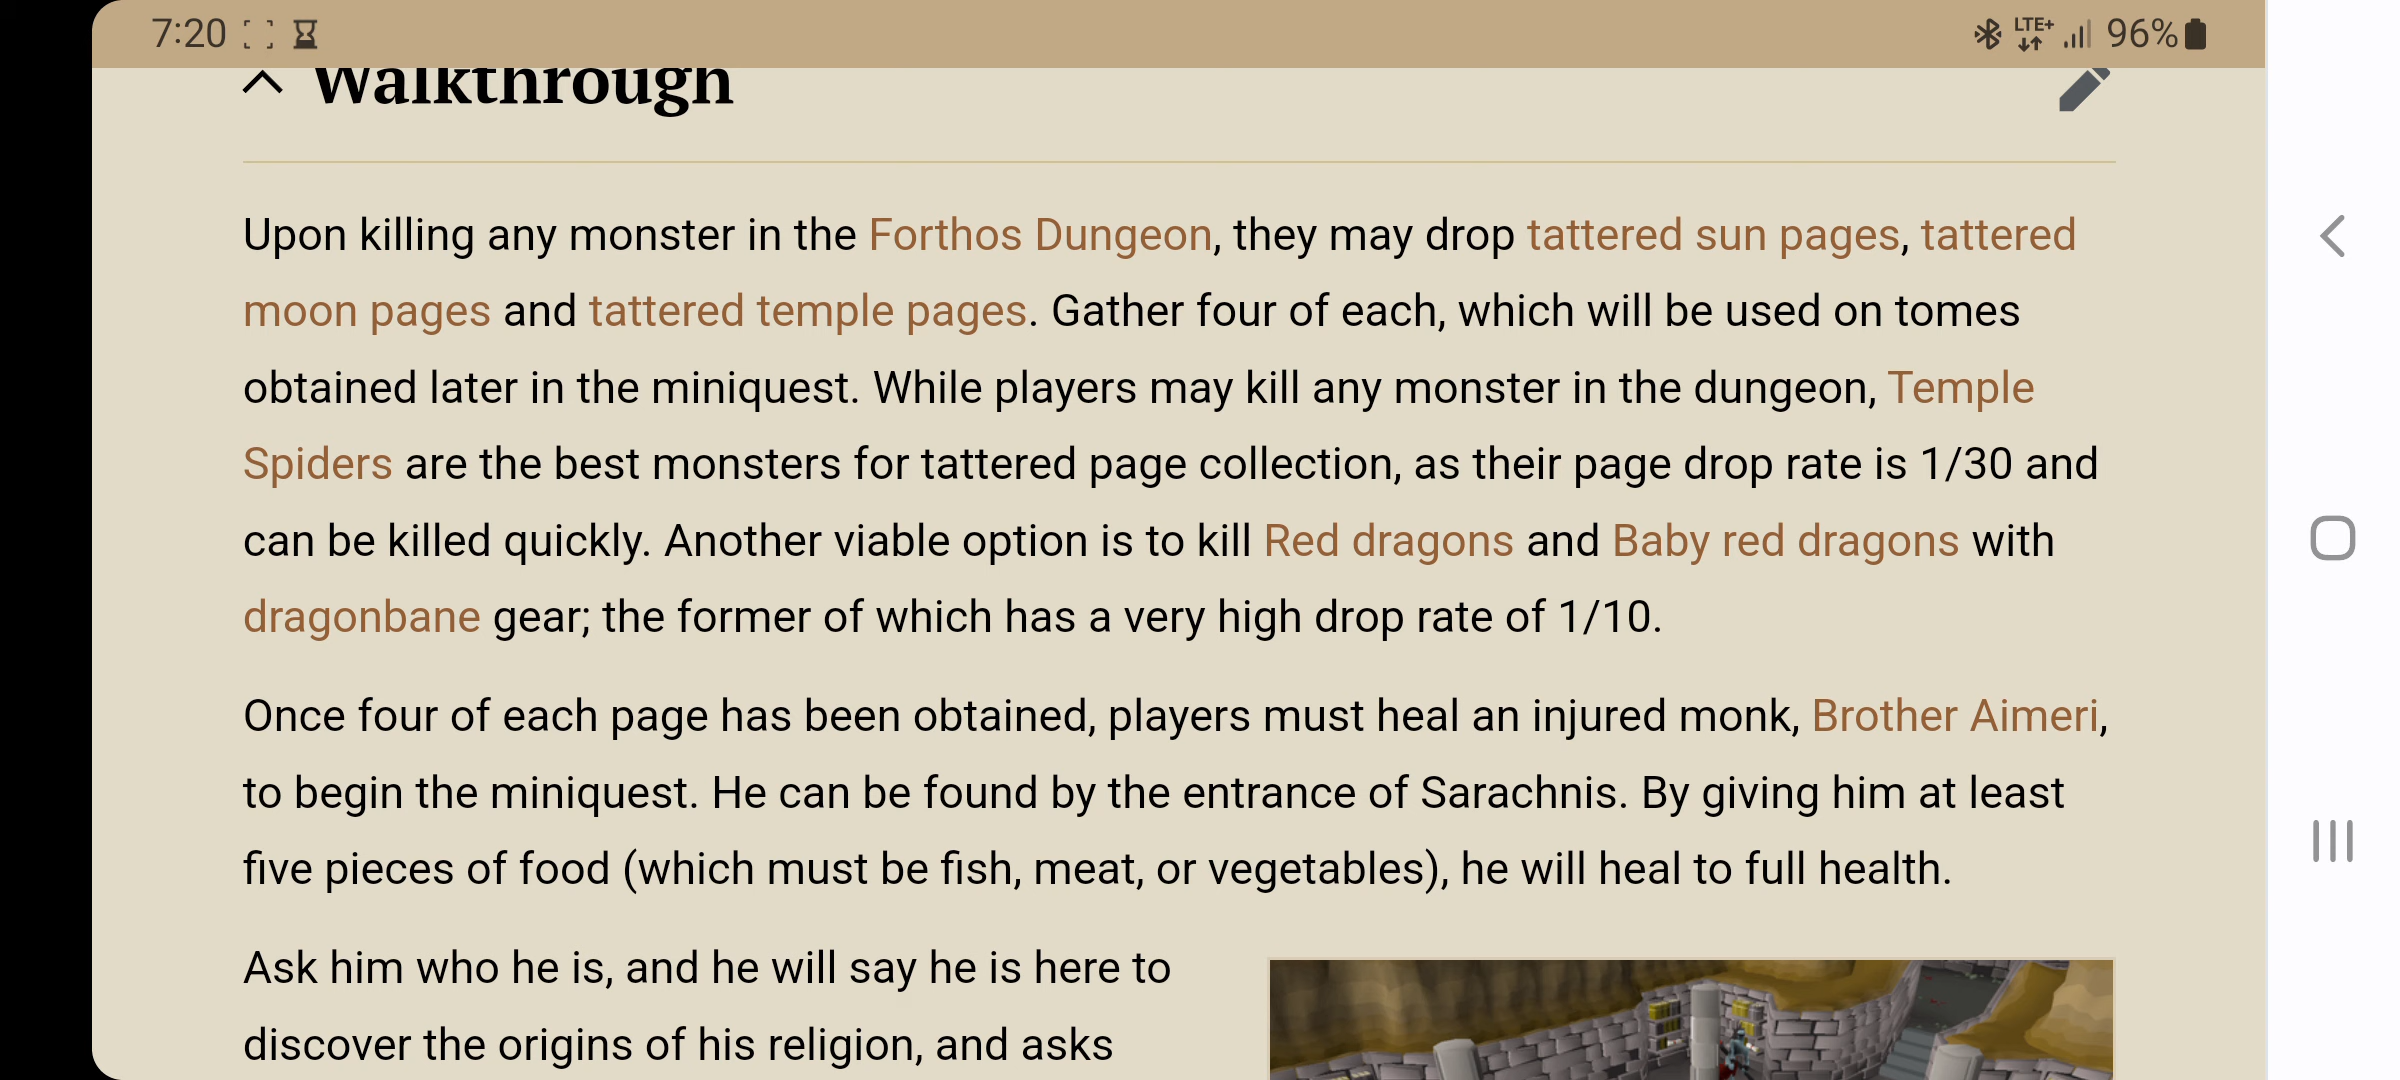 7:20
LTE+
96%
Walkthrough
Upon killing any monster in the Forthos Dungeon, they may drop tattered sun pages, tattered
moon pages and tattered temple pages. Gather four of each, which will be used on tomes
obtained later in the miniquest. While players may kill any monster in the dungeon, Temple
Spiders are the best monsters for tattered page collection, as their page drop rate is 1/30 and
can be killed quickly. Another viable option is to kill Red dragons and Baby red dragons with
dragonbane gear; the former of which has a very high drop rate of 1/10.
Once four of each page has been obtained, players must heal an injured monk, Brother Aimeri,
to begin the miniquest. He can be found by the entrance of Sarachnis. By giving him at least
five pieces of food (which must be fish, meat, or vegetables), he will heal to full health.
Ask him who he is, and he will say he is here to
discover the origins of his religion, and asks